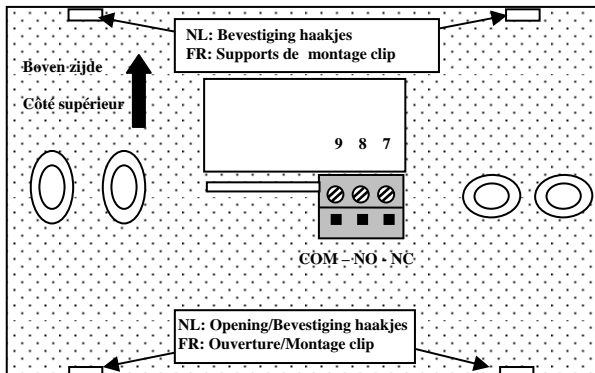 NL: Bevestiging haakjes
FR: Supports de montage clip
Boven zijde
Côté supérieur
9 8 7
COM – NO - NC
NL: Opening/Bevestiging haakjes
FR: Ouverture/Montage clip